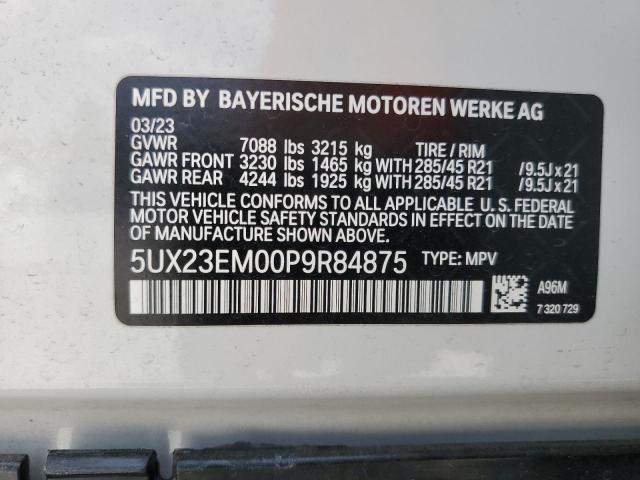 MFD BY BAYERISCHE MOTOREN WERKE AG
03/23
GVWR 7088 lbs 3215 kg TIRE / RIM
GAWR FRONT 3230 lbs 1465 kg WITH 285/45 R21 /9.5J x 21
GAWR REAR 4244 lbs 1925 kg WITH 285/45 R21 /9.5J x 21
THIS VEHICLE CONFORMS TO ALL APPLICABLE U. S. FEDERAL
MOTOR VEHICLE SAFETY STANDARDS IN EFFECT ON THE DATE
OF MANUFACTURE SHOWN ABOVE.
5UX23EM00P9R84875 TYPE: MPV
A96M
7 320 729